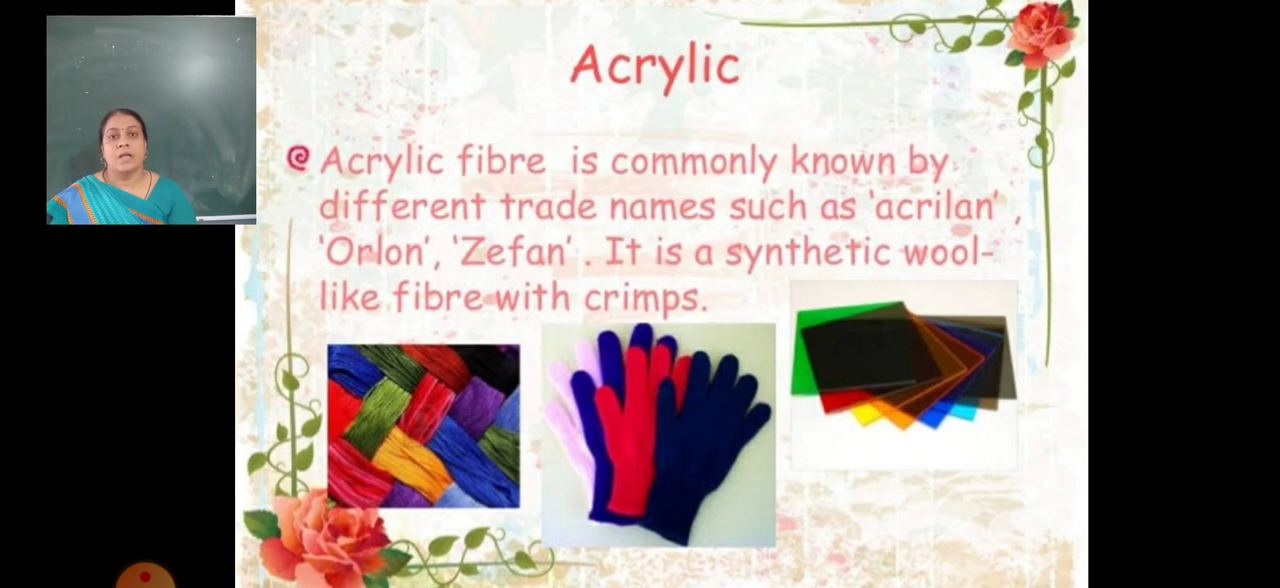 Acrylic
Acrylic fibre is commonly known by
different trade names such as ‘acrilan’ ,
‘Orlon’, ‘Zefan’ . It is a synthetic wool-
like fibre with crimps.